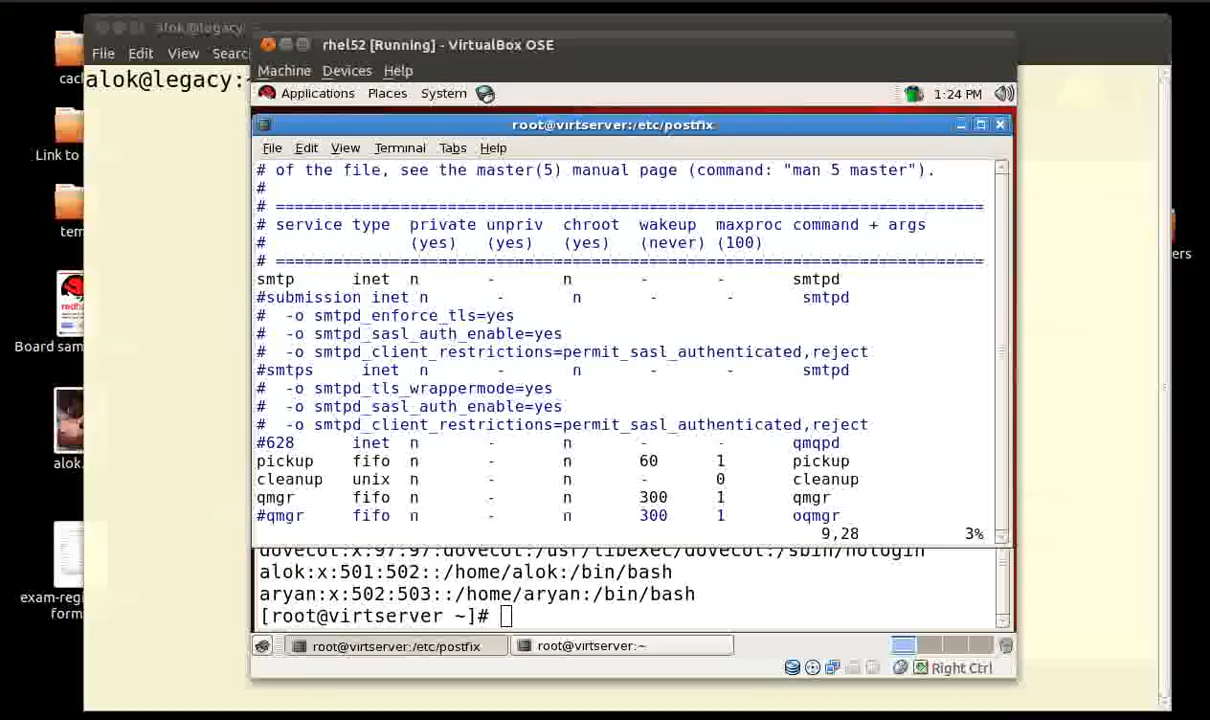 alok@legacy:
File Edit View Searc
rhel52 [Running] - VirtualBox OSE
Machine Devices Help
alok@legacy:
Applications Places System 1:24 PM
root@virtserver:/etc/postfix
File Edit View Terminal Tabs Help
# of the file, see the master(5) manual page (command: "man 5 master").
#
# ==========================================================================
# service type  private unpriv  chroot  wakeup  maxproc command + args
#               (yes)   (yes)   (yes)   (never) (100)
# ==========================================================================
smtp      inet  n       -       n       -       -       smtpd
#submission inet n       -       n       -       -       smtpd
#  -o smtpd_enforce_tls=yes
#  -o smtpd_sasl_auth_enable=yes
#  -o smtpd_client_restrictions=permit_sasl_authenticated,reject
#smtps     inet  n       -       n       -       -       smtpd
#  -o smtpd_tls_wrappermode=yes
#  -o smtpd_sasl_auth_enable=yes
#  -o smtpd_client_restrictions=permit_sasl_authenticated,reject
#628      inet  n       -       n       -       -       qmqpd
pickup    fifo  n       -       n       60      1       pickup
cleanup   unix  n       -       n       -       0       cleanup
qmgr      fifo  n       -       n       300     1       qmgr
#qmgr     fifo  n       -       n       300     1       oqmgr
9,28 3%
dovecot:x:97:97:dovecot:/usr/libexec/dovecot:/sbin/nologin
alok:x:501:502::/home/alok:/bin/bash
aryan:x:502:503::/home/aryan:/bin/bash
[root@virtserver ~]#
root@virtserver:/etc/postfix root@virtserver:~
Right Ctrl
cacl
Link to
tem
redh
Board sam
alok.
exam-regi
form
ers